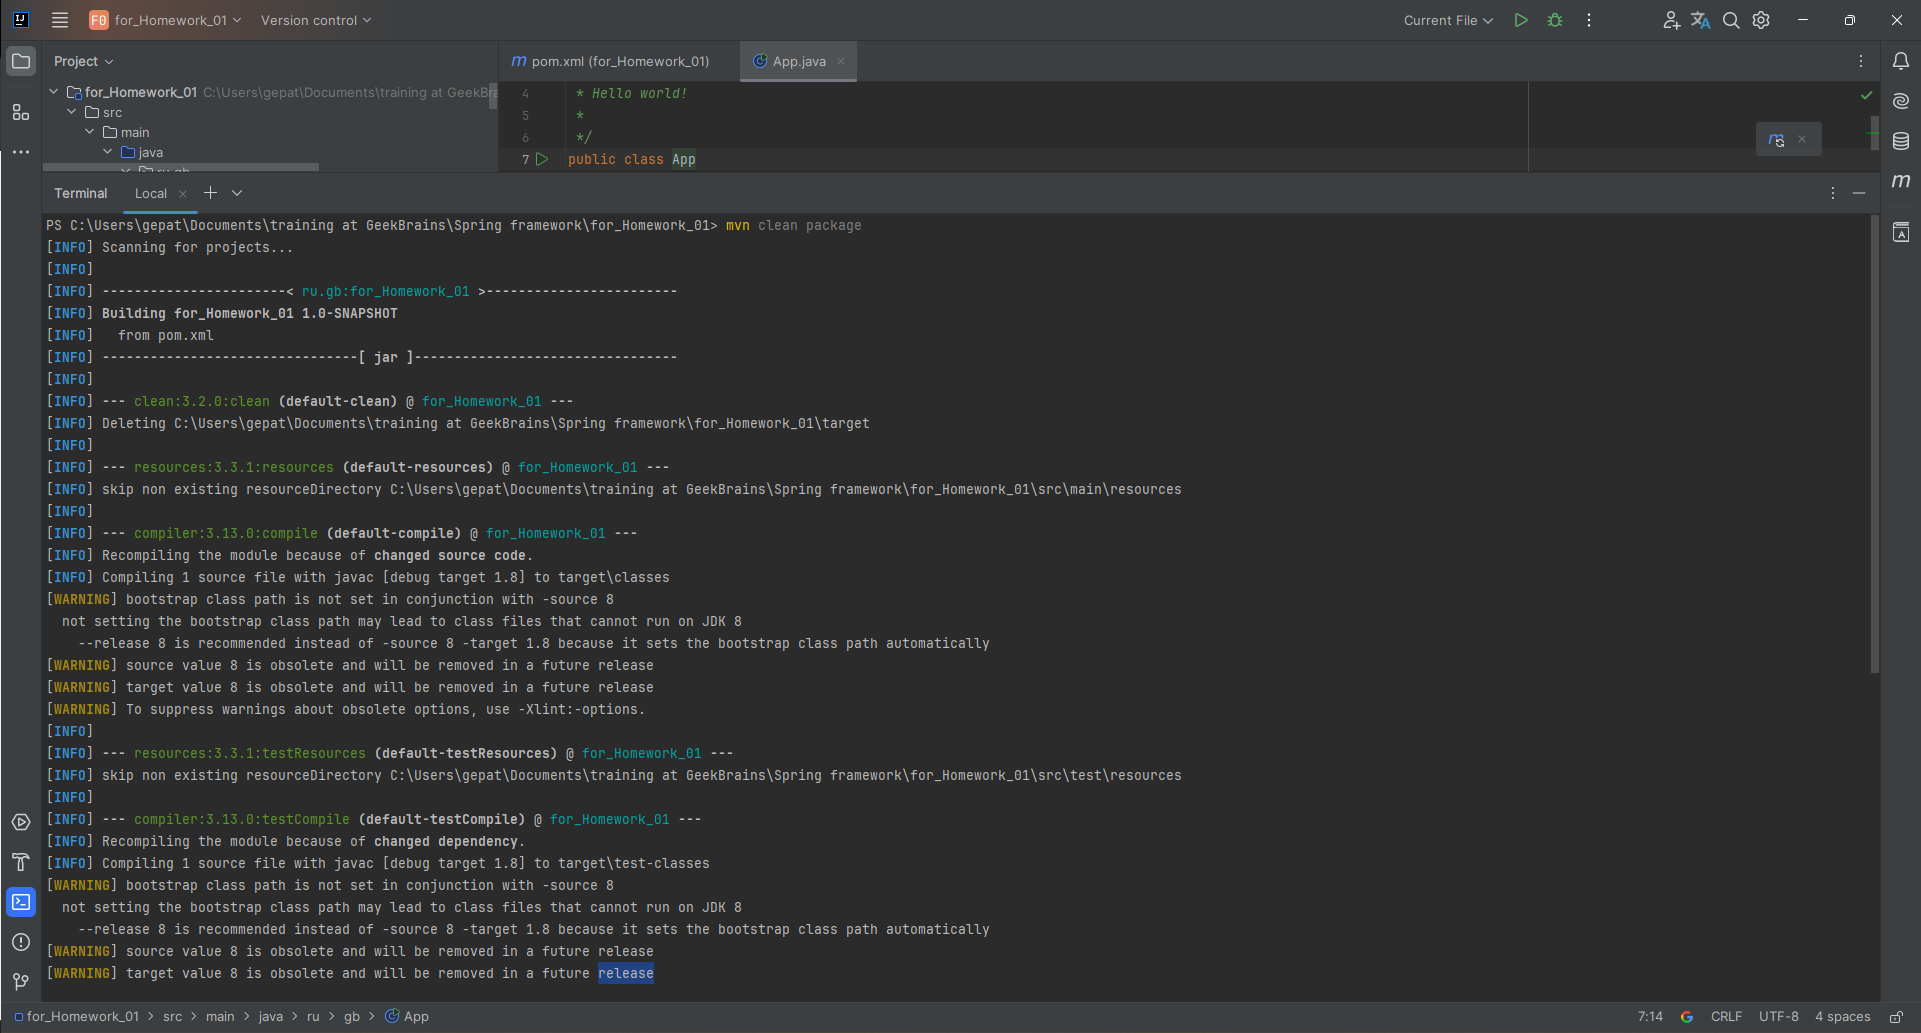 for_Homework_01 Version control Current File
Project
pom.xml (for_Homework_01) App.java
for_Homework_01 C:\Users\gepat\Documents\training at GeekBra
src
main
java
4 * Hello world!
5 *
6 */
7 public class App
Terminal Local
PS C:\Users\gepat\Documents\training at GeekBrains\Spring framework\for_Homework_01> mvn clean package
[INFO] Scanning for projects...
[INFO]
[INFO] -----------------------< ru.gb:for_Homework_01 >------------------------
[INFO] Building for_Homework_01 1.0-SNAPSHOT
[INFO]   from pom.xml
[INFO] --------------------------------[ jar ]---------------------------------
[INFO]
[INFO] --- clean:3.2.0:clean (default-clean) @ for_Homework_01 ---
[INFO] Deleting C:\Users\gepat\Documents\training at GeekBrains\Spring framework\for_Homework_01\target
[INFO]
[INFO] --- resources:3.3.1:resources (default-resources) @ for_Homework_01 ---
[INFO] skip non existing resourceDirectory C:\Users\gepat\Documents\training at GeekBrains\Spring framework\for_Homework_01\src\main\resources
[INFO]
[INFO] --- compiler:3.13.0:compile (default-compile) @ for_Homework_01 ---
[INFO] Recompiling the module because of changed source code.
[INFO] Compiling 1 source file with javac [debug target 1.8] to target\classes
[WARNING] bootstrap class path is not set in conjunction with -source 8
  not setting the bootstrap class path may lead to class files that cannot run on JDK 8
    --release 8 is recommended instead of -source 8 -target 1.8 because it sets the bootstrap class path automatically
[WARNING] source value 8 is obsolete and will be removed in a future release
[WARNING] target value 8 is obsolete and will be removed in a future release
[WARNING] To suppress warnings about obsolete options, use -Xlint:-options.
[INFO]
[INFO] --- resources:3.3.1:testResources (default-testResources) @ for_Homework_01 ---
[INFO] skip non existing resourceDirectory C:\Users\gepat\Documents\training at GeekBrains\Spring framework\for_Homework_01\src\test\resources
[INFO]
[INFO] --- compiler:3.13.0:testCompile (default-testCompile) @ for_Homework_01 ---
[INFO] Recompiling the module because of changed dependency.
[INFO] Compiling 1 source file with javac [debug target 1.8] to target\test-classes
[WARNING] bootstrap class path is not set in conjunction with -source 8
  not setting the bootstrap class path may lead to class files that cannot run on JDK 8
    --release 8 is recommended instead of -source 8 -target 1.8 because it sets the bootstrap class path automatically
[WARNING] source value 8 is obsolete and will be removed in a future release
[WARNING] target value 8 is obsolete and will be removed in a future release
for_Homework_01 > src > main > java > ru > gb > App 7:14 CRLF UTF-8 4 spaces